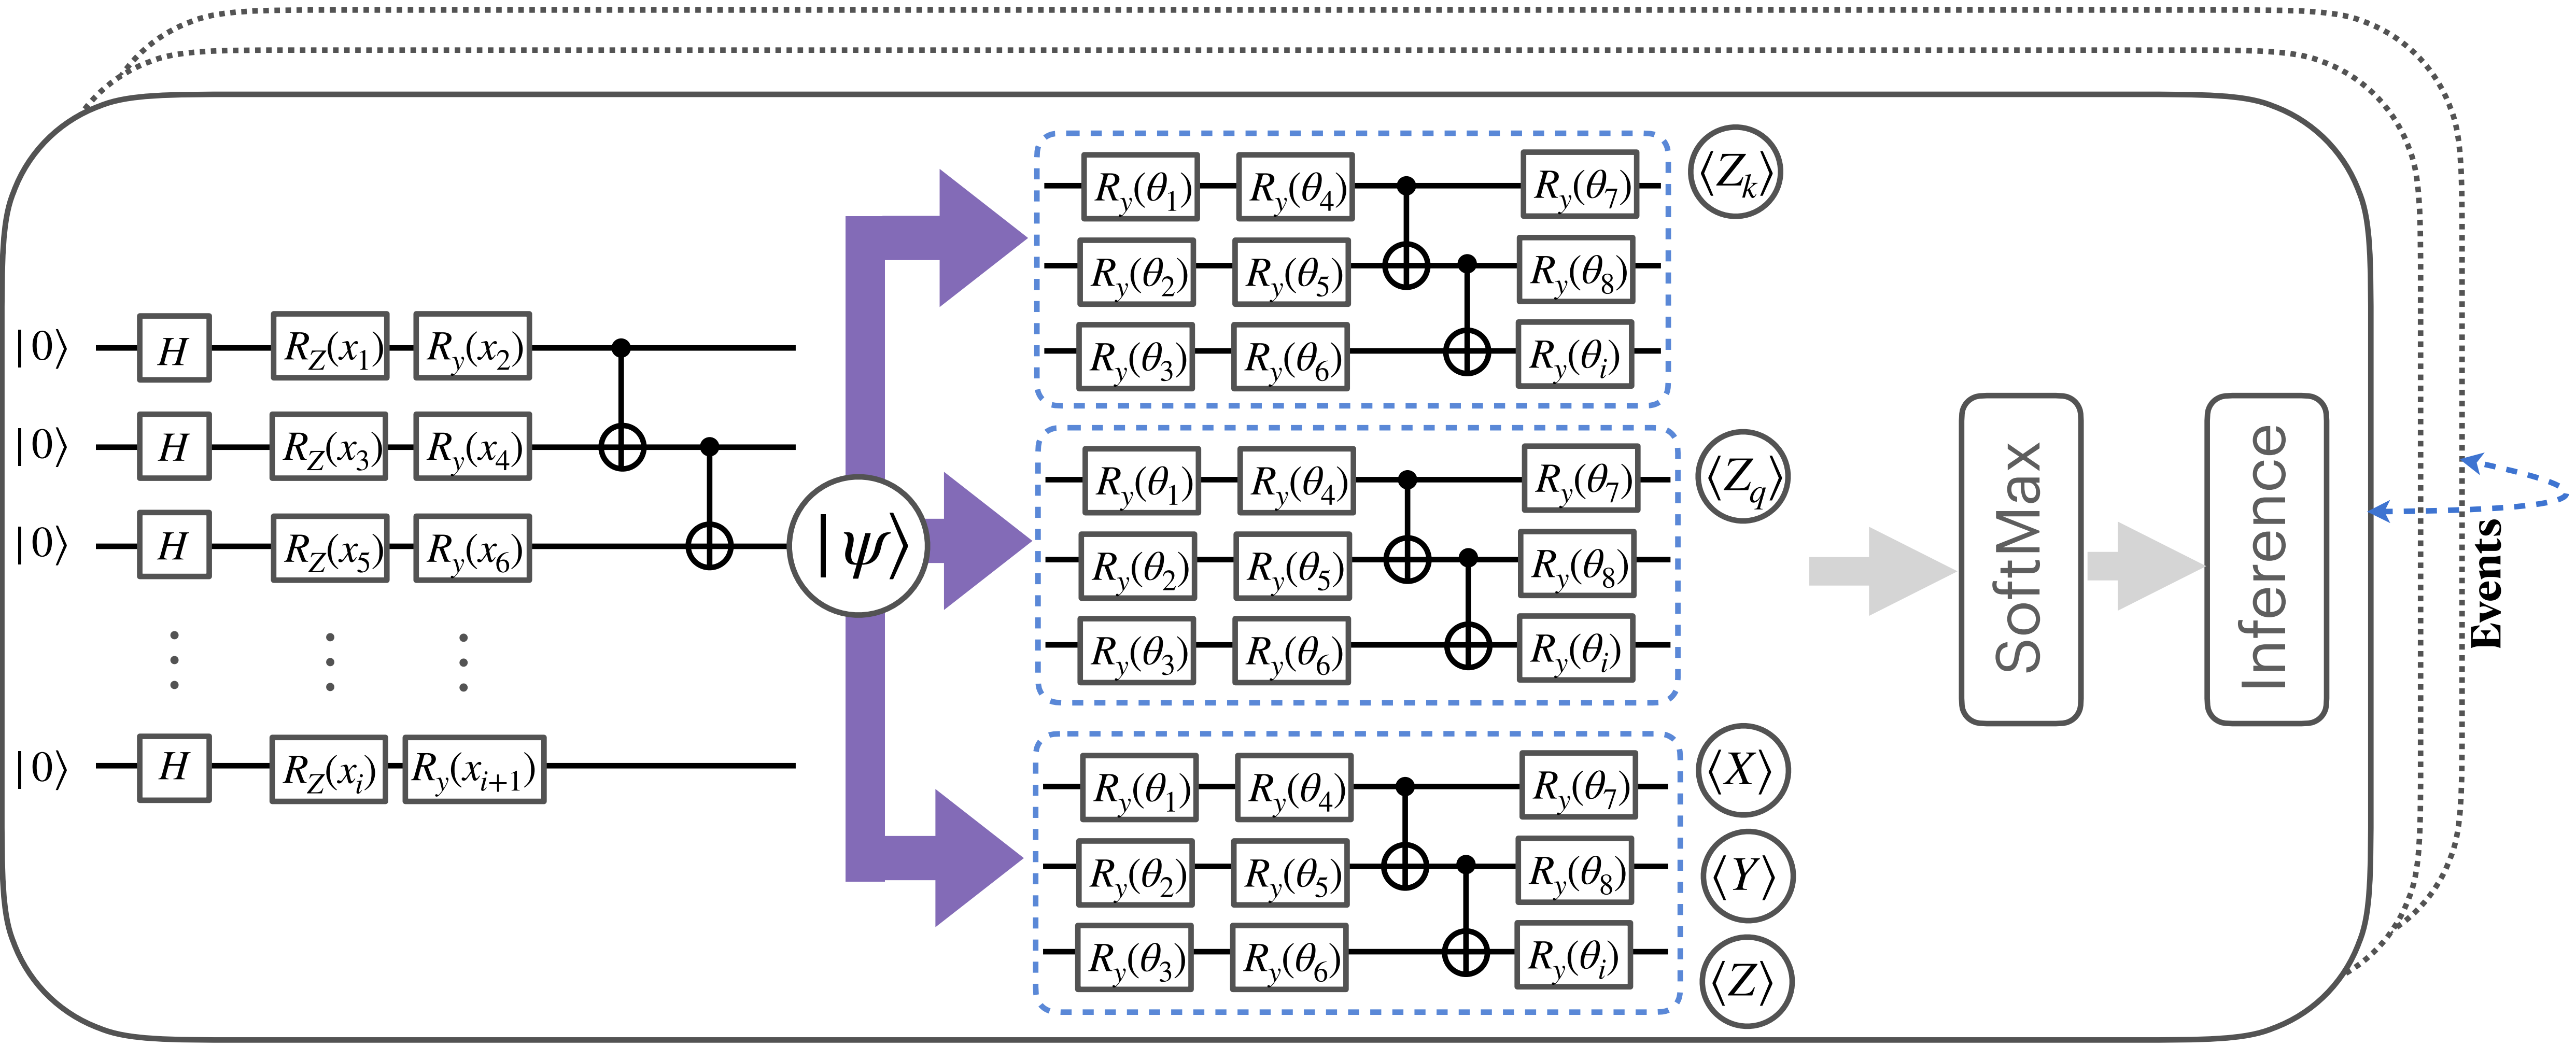 |0⟩ H R_Z(x_1) R_y(x_2)
|0⟩ H R_Z(x_3) R_y(x_4)
|0⟩ H R_Z(x_5) R_y(x_6)
⋮ ⋮ ⋮
|0⟩ H R_Z(x_i) R_y(x_{i+1})
|ψ⟩
R_y(θ_1) R_y(θ_4) R_y(θ_7) ⟨Z_k⟩
R_y(θ_2) R_y(θ_5) R_y(θ_8)
R_y(θ_3) R_y(θ_6) R_y(θ_i)
R_y(θ_1) R_y(θ_4) R_y(θ_7) ⟨Z_q⟩
R_y(θ_2) R_y(θ_5) R_y(θ_8)
R_y(θ_3) R_y(θ_6) R_y(θ_i)
R_y(θ_1) R_y(θ_4) R_y(θ_7) ⟨X⟩
R_y(θ_2) R_y(θ_5) R_y(θ_8) ⟨Y⟩
R_y(θ_3) R_y(θ_6) R_y(θ_i) ⟨Z⟩
SoftMax
Inference
Events